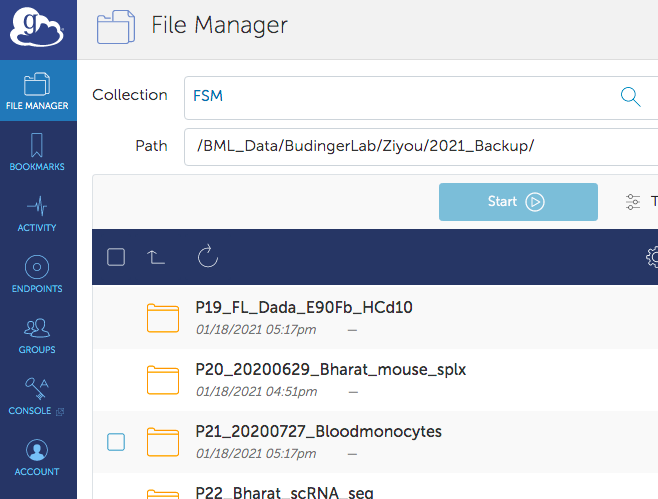 g
File Manager
FILE MANAGER
Collection
FSM
Path
/BML_Data/BudingerLab/Ziyou/2021_Backup/
BOOKMARKS
Start
T
ACTIVITY
ENDPOINTS
P19_FL_Dada_E90Fb_HCd10
01/18/2021 05:17pm —
GROUPS
P20_20200629_Bharat_mouse_splx
01/18/2021 04:51pm —
CONSOLE
P21_20200727_Bloodmonocytes
01/18/2021 05:17pm —
ACCOUNT
P22_Bharat_scRNA_seq